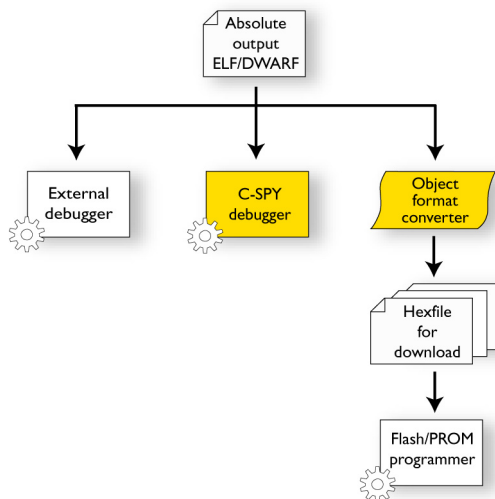 Absolute
output
ELF/DWARF
External
debugger
C-SPY
debugger
Object
format
converter
Hexfile
for
download
Flash/PROM
programmer